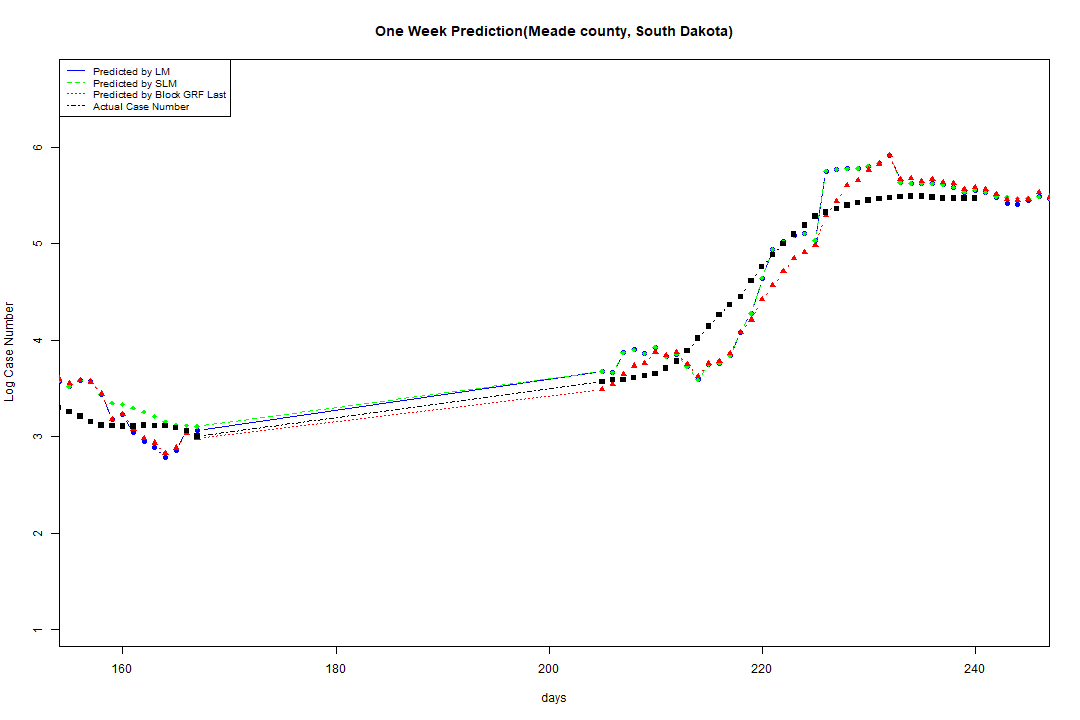 One Week Prediction(Meade county, South Dakota)
Predicted by LM
Predicted by SLM
Predicted by Block GRF Last
Actual Case Number
Log Case Number
6
5
4
3
2
1
160 180 200 220 240
days